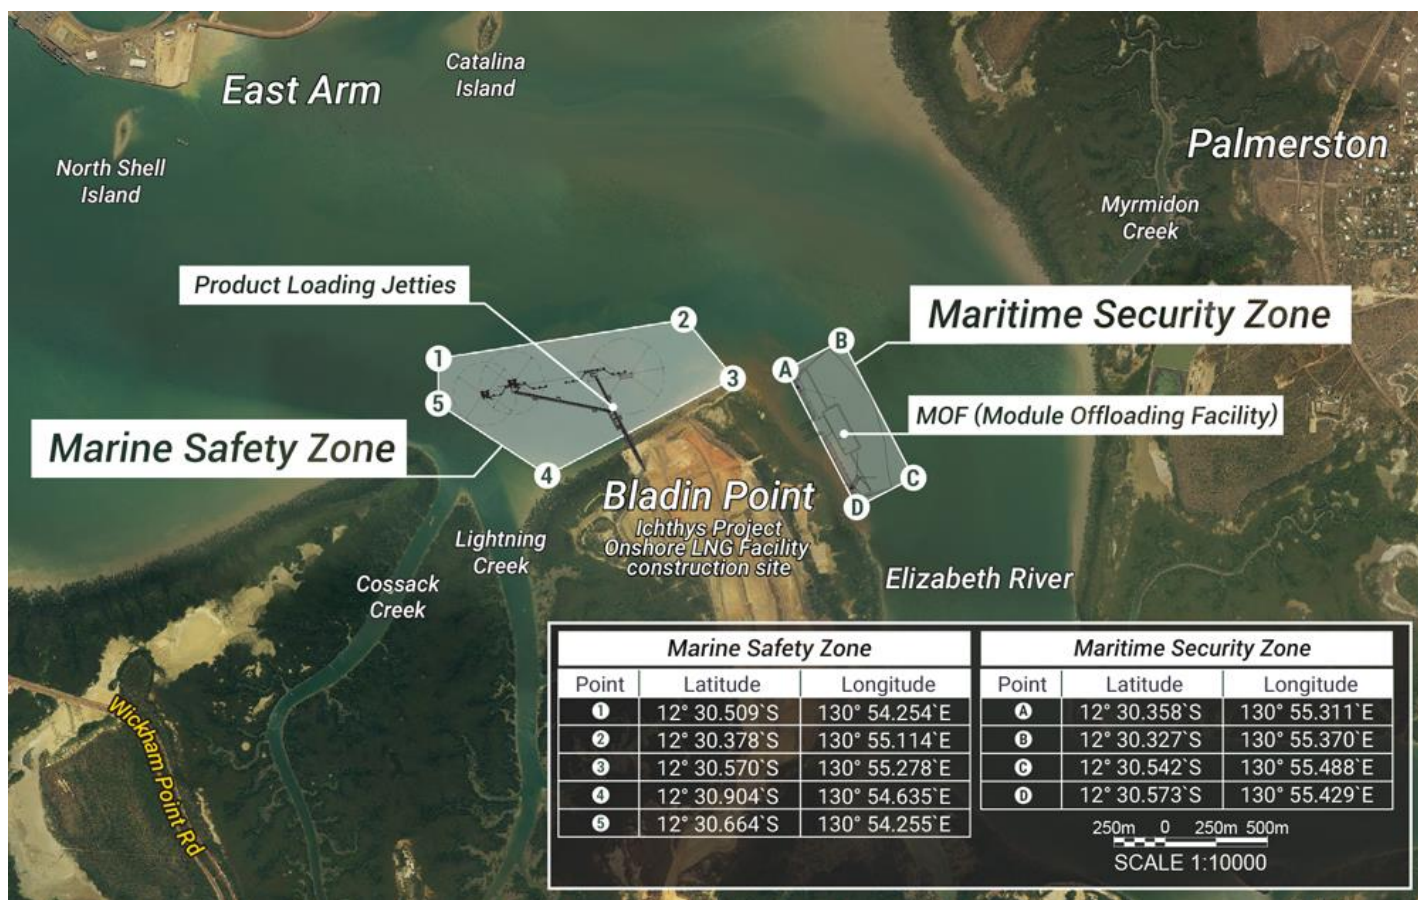 Catalina
Island
East Arm
North Shell
Island
Palmerston
Myrmidon
Creek
Product Loading Jetties
Maritime Security Zone
2
1
B
A
3
5
MOF (Module Offloading Facility)
Marine Safety Zone
4
C
D
Bladin Point
Ichthys Project
Onshore LNG Facility
construction site
Lightning
Creek
Cossack
Creek
Elizabeth River
Wickham Point Rd
Marine Safety Zone
Point Latitude Longitude
1 12° 30.509`S 130° 54.254`E
2 12° 30.378`S 130° 55.114`E
3 12° 30.570`S 130° 55.278`E
4 12° 30.904`S 130° 54.635`E
5 12° 30.664`S 130° 54.255`E
Maritime Security Zone
Point Latitude Longitude
A 12° 30.358`S 130° 55.311`E
B 12° 30.327`S 130° 55.370`E
C 12° 30.542`S 130° 55.488`E
D 12° 30.573`S 130° 55.429`E
250m 0 250m 500m
SCALE 1:10000